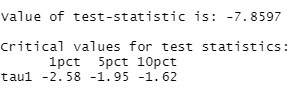 Value of test-statistic is: -7.8597
Critical values for test statistics:
1pct 5pct 10pct
tau1 -2.58 -1.95 -1.62